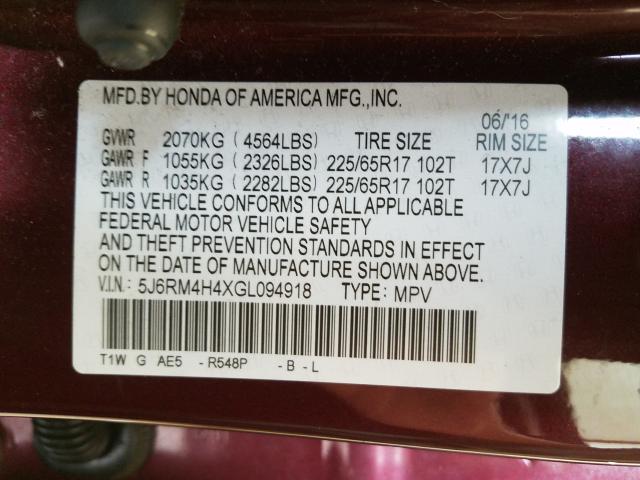 MFD.BY HONDA OF AMERICA MFG.,INC.
06/'16
GVWR 2070KG (4564LBS) TIRE SIZE RIM SIZE
GAWR F 1055KG (2326LBS) 225/65R17 102T 17X7J
GAWR R 1035KG (2282LBS) 225/65R17 102T 17X7J
THIS VEHICLE CONFORMS TO ALL APPLICABLE
FEDERAL MOTOR VEHICLE SAFETY
AND THEFT PREVENTION STANDARDS IN EFFECT
ON THE DATE OF MANUFACTURE SHOWN ABOVE.
V.I.N.: 5J6RM4H4XGL094918 TYPE: MPV
T1W G AE5 -R548P -B-L